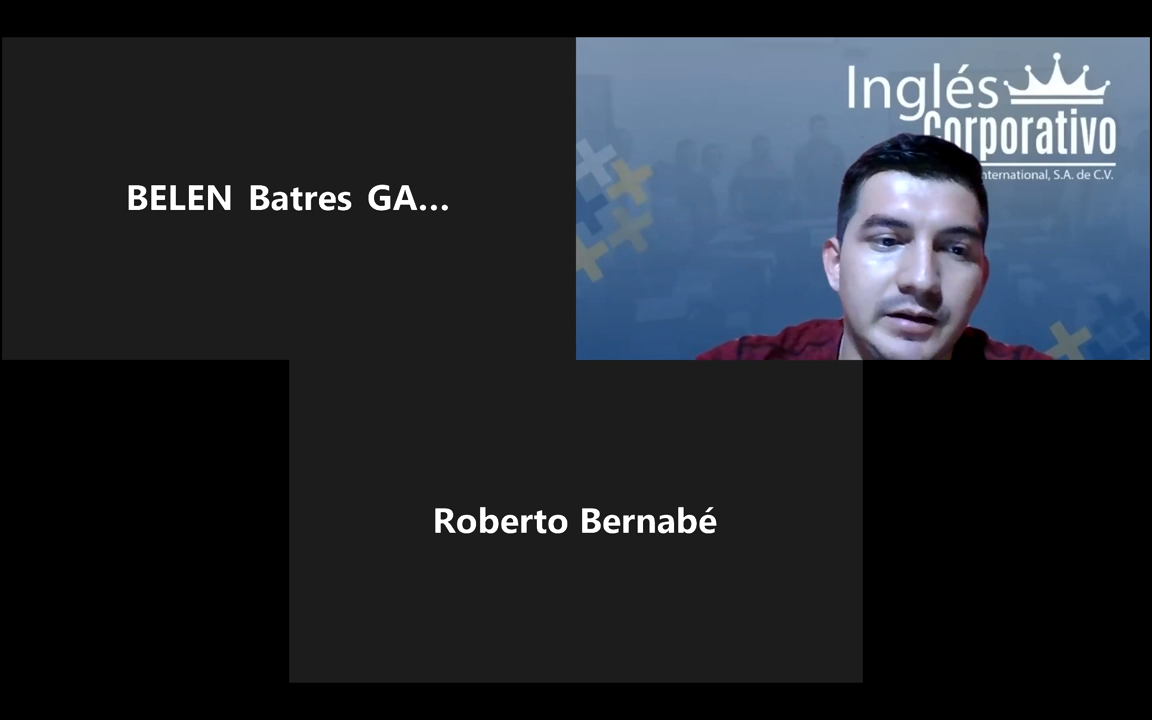 BELEN Batres GA...
Inglés
Corporativo
International, S.A. de C.V.
Roberto Bernabé